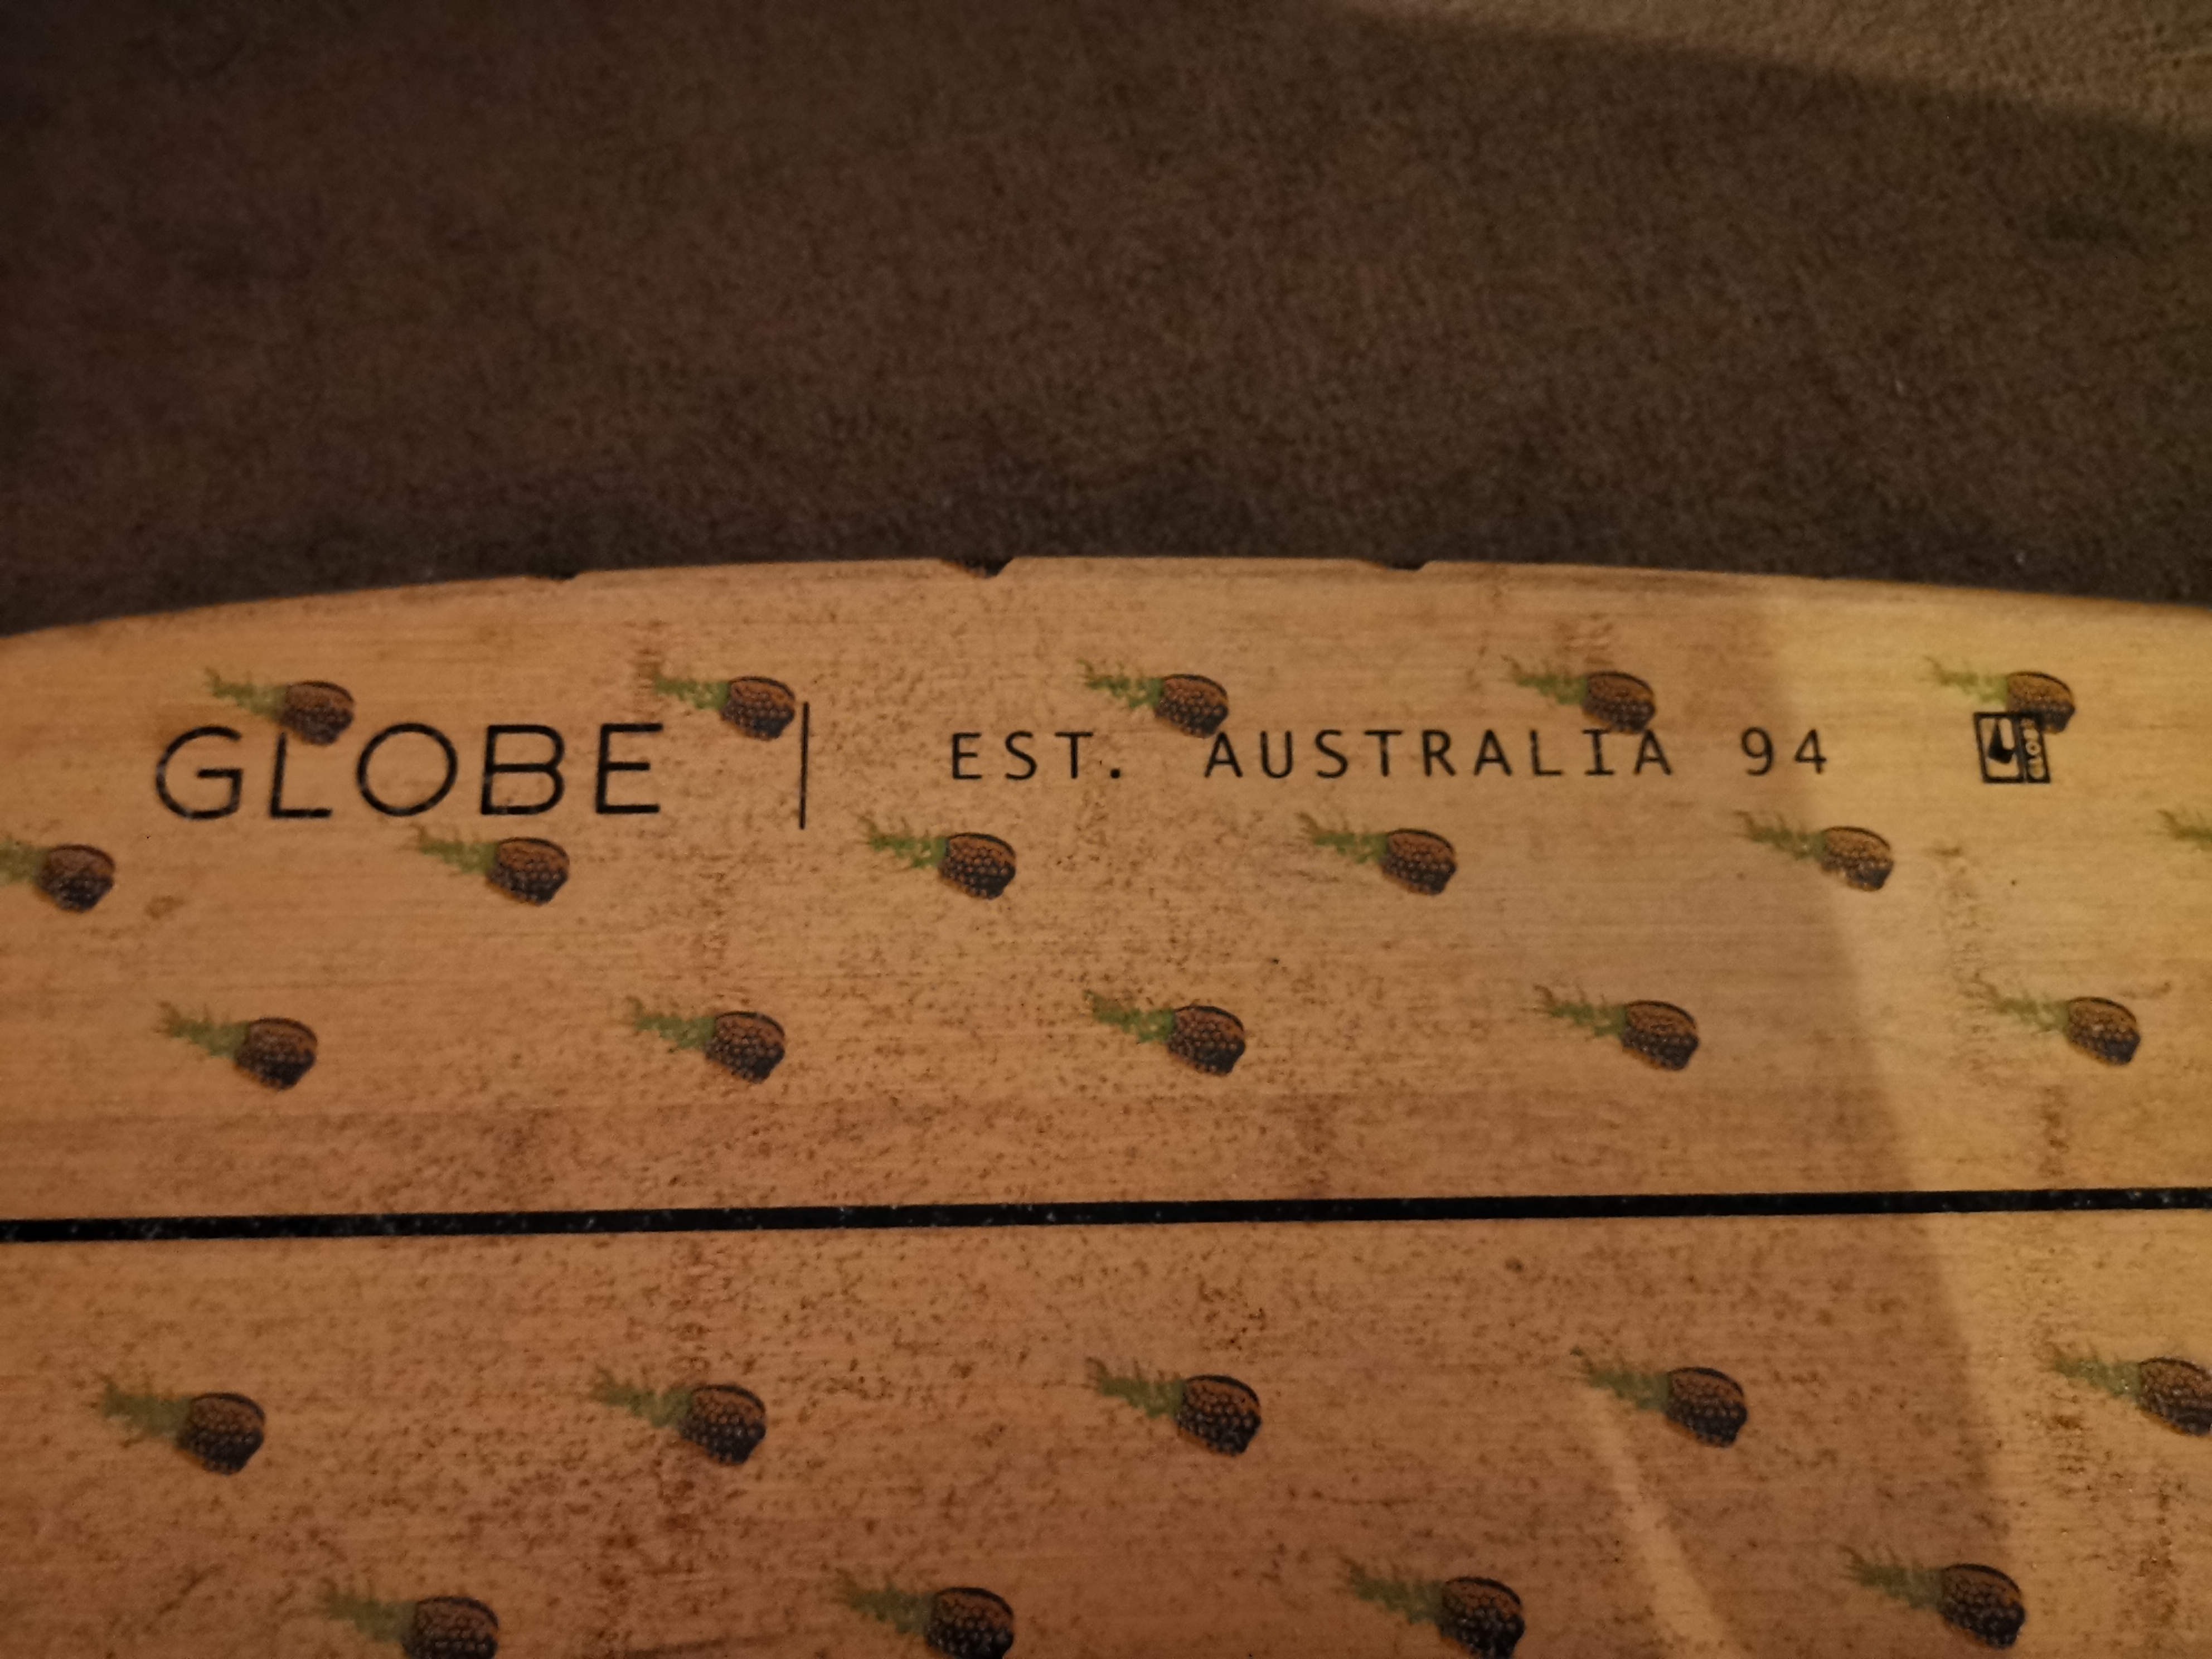 GLOBE | EST. AUSTRALIA 94